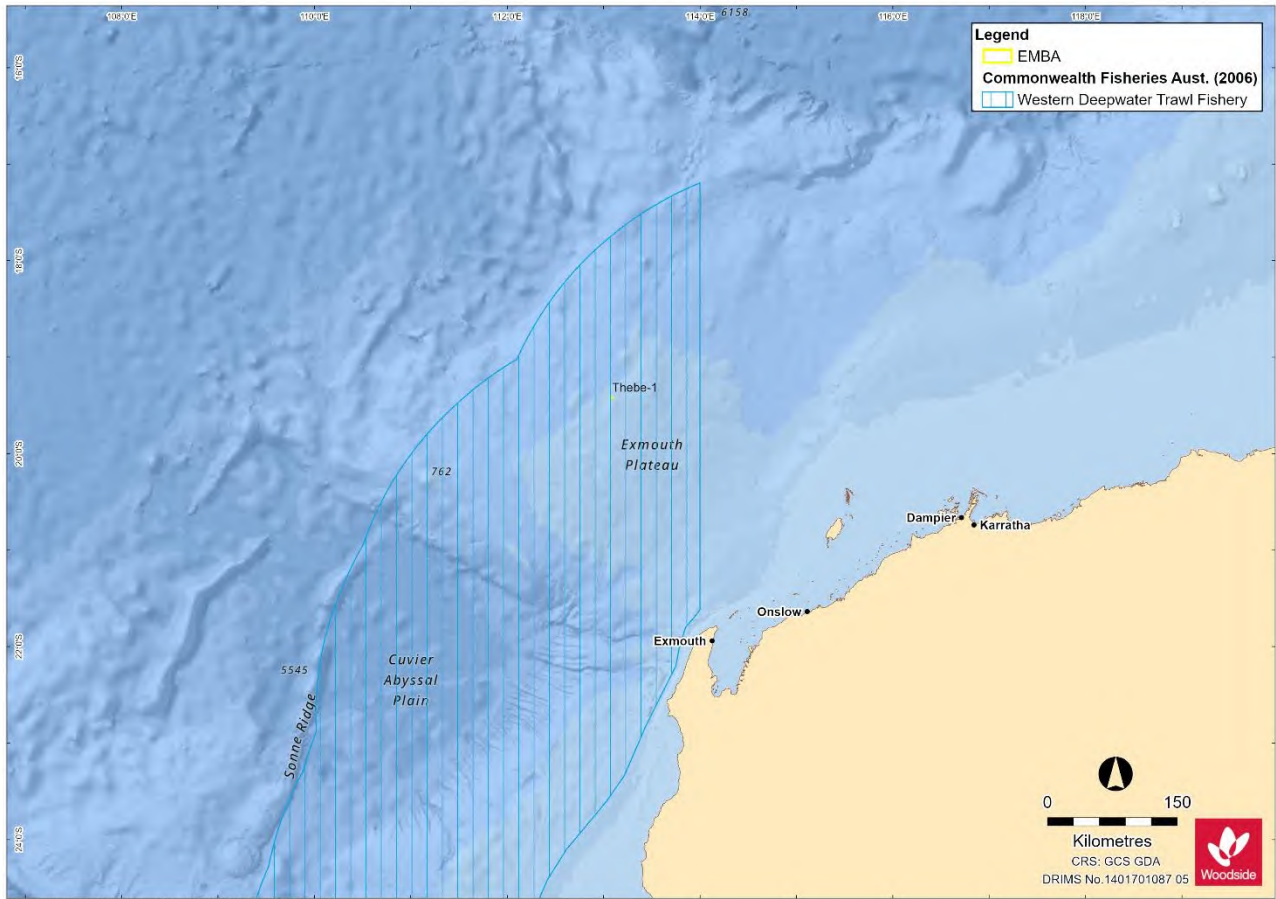 108°0'E
110°0'E
112°0'E
114°0'E
116°0'E
118°0'E
6158
Legend
EMBA
Commonwealth Fisheries Aust. (2006)
Western Deepwater Trawl Fishery
16°0'S
18°0'S
Thebe-1
Exmouth
Plateau
20°0'S
762
Dampier
Karratha
Onslow
Exmouth
22°0'S
Cuvier
Abyssal
Plair
5545
Sonne Ridge
24°0'S
0 150
Kilometres
CRS: GCS GDA
DRIMS No.1401701087 05
Woodside